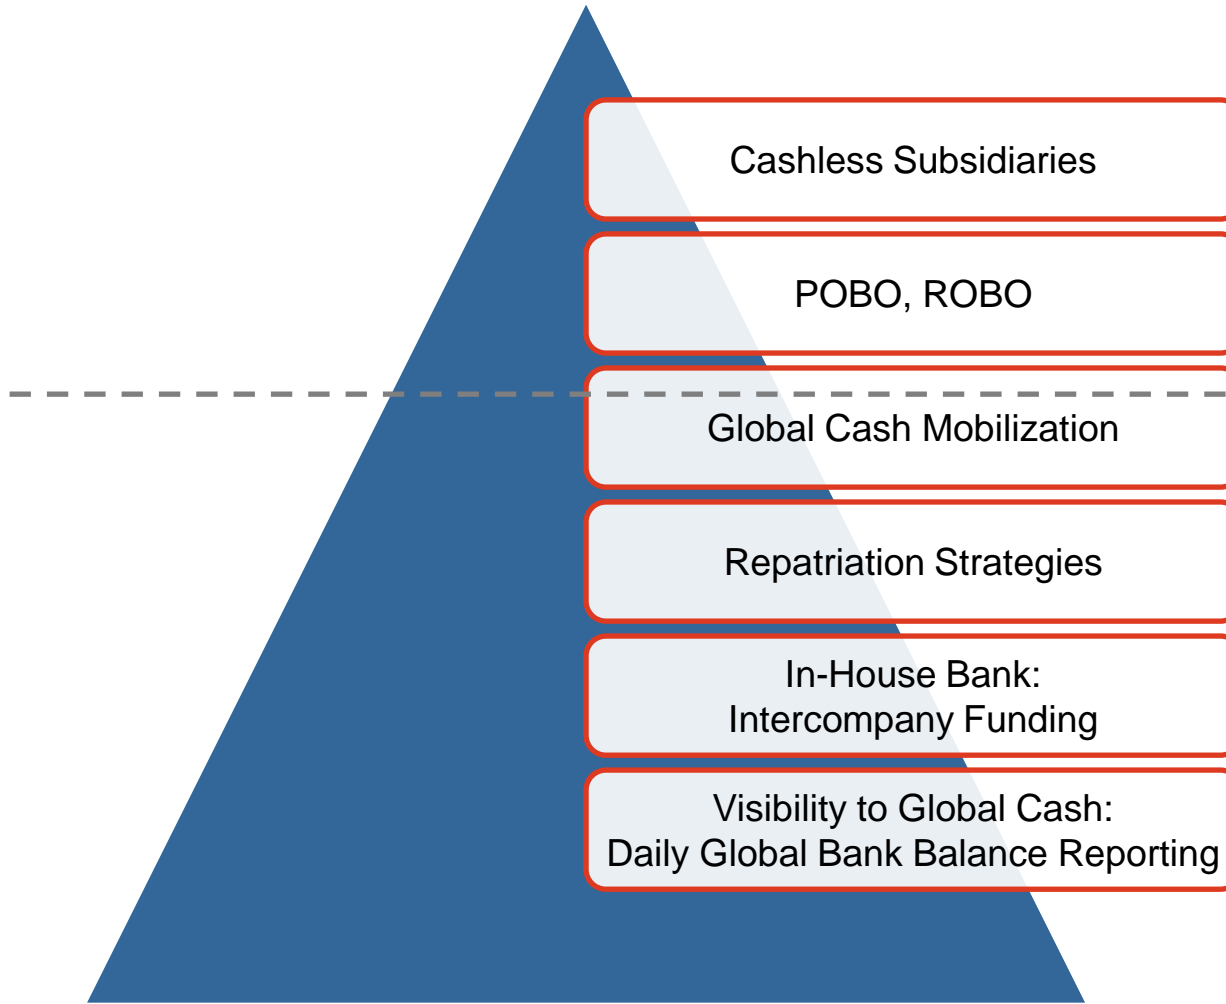 Cashless Subsidiaries
POBO, ROBO
Global Cash Mobilization
Repatriation Strategies
In-House Bank:
Intercompany Funding
Visibility to Global Cash:
Daily Global Bank Balance Reporting